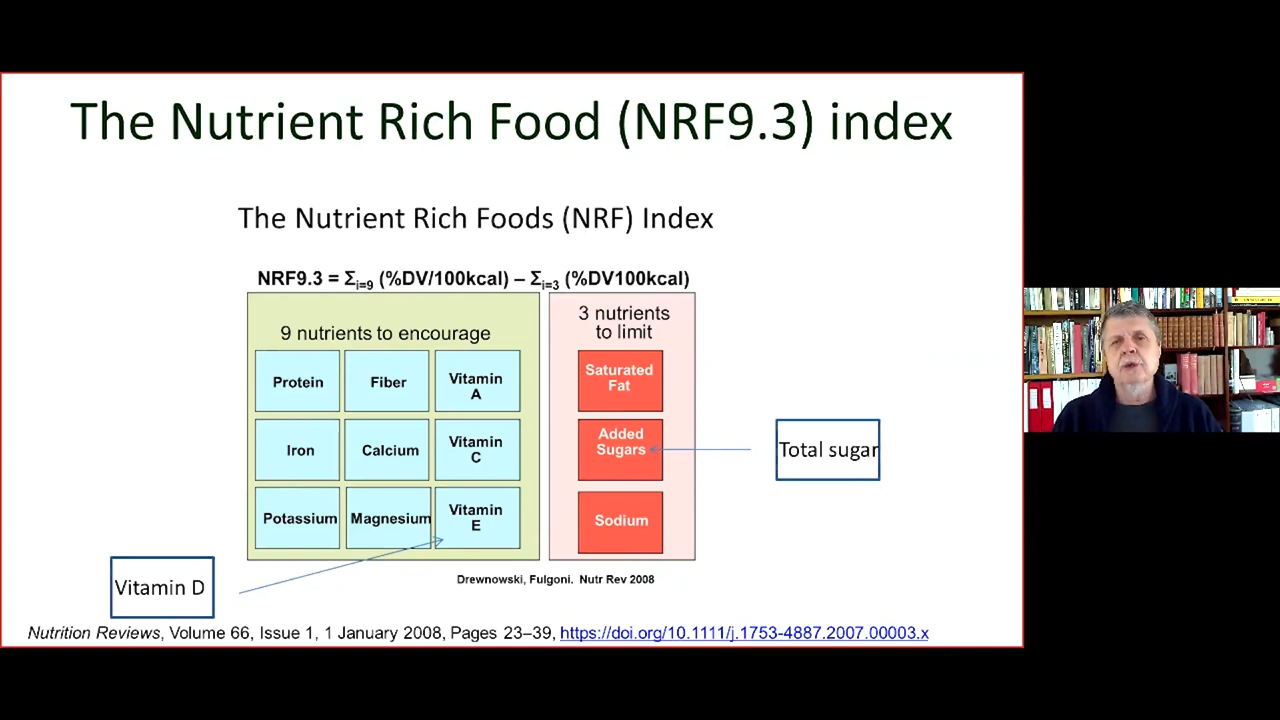 The Nutrient Rich Food (NRF9.3) index
The Nutrient Rich Foods (NRF) Index
NRF9.3 = Σi=9 (%DV/100kcal) – Σi=3 (%DV100kcal)
9 nutrients to encourage
3 nutrients
to limit
Protein
Fiber
Vitamin
A
Saturated
Fat
Iron
Calcium
Vitamin
C
Added
Sugars
Total sugar
Potassium
Magnesium
Vitamin
E
Sodium
Vitamin D
Drewnowski, Fulgoni. Nutr Rev 2008
Nutrition Reviews, Volume 66, Issue 1, 1 January 2008, Pages 23–39, https://doi.org/10.1111/j.1753-4887.2007.00003.x